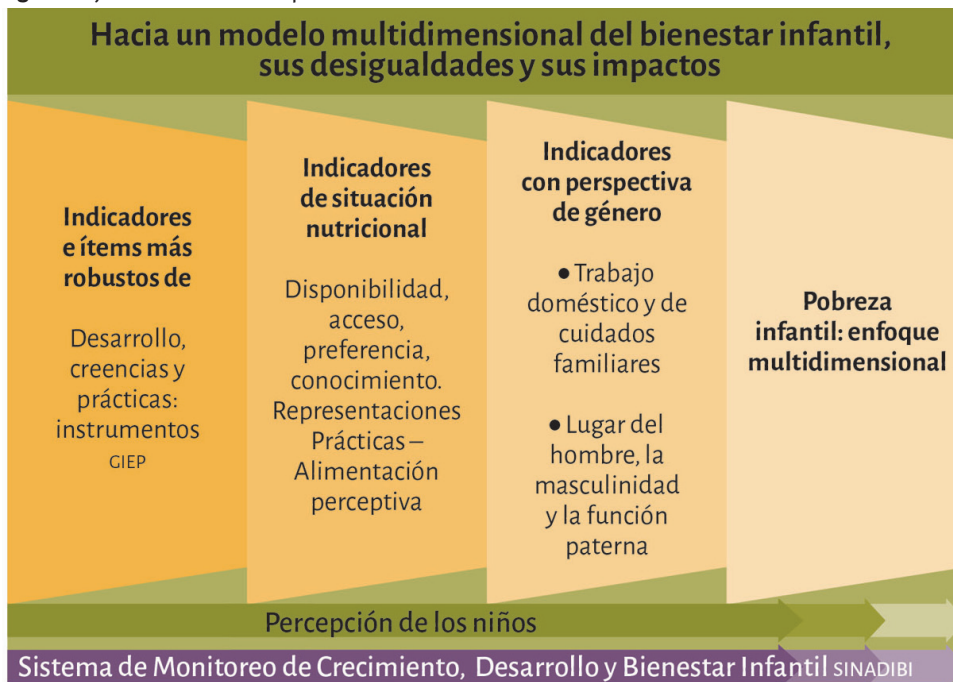 Hacia un modelo multidimensional del bienestar infantil,
sus desigualdades y sus impactos
Indicadores
e ítems más
robustos de
Desarrollo,
creencias y
prácticas:
instrumentos
GIEP
Indicadores
de situación
nutricional
Disponibilidad,
acceso,
preferencia,
conocimiento.
Representaciones
Prácticas –
Alimentación
perceptiva
Indicadores
con perspectiva
de género
● Trabajo
doméstico y de
cuidados
familiares
● Lugar del
hombre, la
masculinidad
y la función
paterna
Pobreza
infantil: enfoque
multidimensional
Percepción de los niños
Sistema de Monitoreo de Crecimiento, Desarrollo y Bienestar Infantil SINADIBI